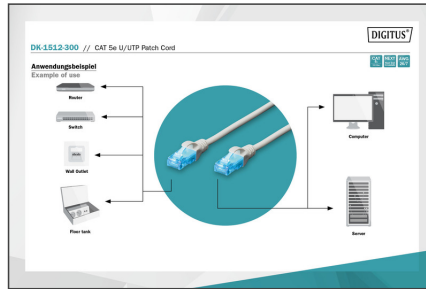 DIGITUS®
DK-1512-300 // CAT 5e U/UTP Patch Cord
Anwendungsbeispiel
Example of use
Router
Switch
Wall Outlet
Floor tank
Computer
Server